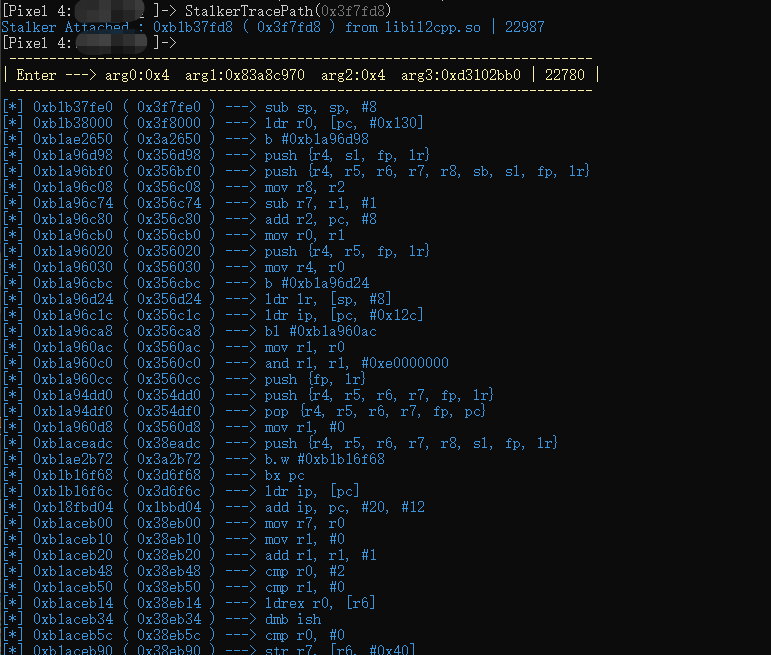 [Pixel 4: ]-> StalkerTracePath(0x3f7fd8)
Stalker Attached : 0xb1b37fd8 ( 0x3f7fd8 ) from libil2cpp.so | 22987
[Pixel 4: ]->
------------------------------------------------------------------------
| Enter ---> arg0:0x4  arg1:0x83a8c970  arg2:0x4  arg3:0xd3102bb0 | 22780 |
------------------------------------------------------------------------
[*] 0xb1b37fe0 ( 0x3f7fe0 ) ---> sub sp, sp, #8
[*] 0xb1b38000 ( 0x3f8000 ) ---> ldr r0, [pc, #0x130]
[*] 0xb1ae2650 ( 0x3a2650 ) ---> b #0xb1a96d98
[*] 0xb1a96d98 ( 0x356d98 ) ---> push {r4, sl, fp, lr}
[*] 0xb1a96bf0 ( 0x356bf0 ) ---> push {r4, r5, r6, r7, r8, sb, sl, fp, lr}
[*] 0xb1a96c08 ( 0x356c08 ) ---> mov r8, r2
[*] 0xb1a96c74 ( 0x356c74 ) ---> sub r7, r1, #1
[*] 0xb1a96c80 ( 0x356c80 ) ---> add r2, pc, #8
[*] 0xb1a96cb0 ( 0x356cb0 ) ---> mov r0, r1
[*] 0xb1a96020 ( 0x356020 ) ---> push {r4, r5, fp, lr}
[*] 0xb1a96030 ( 0x356030 ) ---> mov r4, r0
[*] 0xb1a96cbc ( 0x356cbc ) ---> b #0xb1a96d24
[*] 0xb1a96d24 ( 0x356d24 ) ---> ldr lr, [sp, #8]
[*] 0xb1a96c1c ( 0x356c1c ) ---> ldr ip, [pc, #0x12c]
[*] 0xb1a96ca8 ( 0x356ca8 ) ---> bl #0xb1a960ac
[*] 0xb1a960ac ( 0x3560ac ) ---> mov r1, r0
[*] 0xb1a960c0 ( 0x3560c0 ) ---> and r1, r1, #0xe0000000
[*] 0xb1a960cc ( 0x3560cc ) ---> push {fp, lr}
[*] 0xb1a94dd0 ( 0x354dd0 ) ---> push {r4, r5, r6, r7, fp, lr}
[*] 0xb1a94df0 ( 0x354df0 ) ---> pop {r4, r5, r6, r7, fp, pc}
[*] 0xb1a960d8 ( 0x3560d8 ) ---> mov r1, #0
[*] 0xb1aceadc ( 0x38eadc ) ---> push {r4, r5, r6, r7, r8, sl, fp, lr}
[*] 0xb1ae2b72 ( 0x3a2b72 ) ---> b.w #0xb1b16f68
[*] 0xb1b16f68 ( 0x3d6f68 ) ---> bx pc
[*] 0xb1b16f6c ( 0x3d6f6c ) ---> ldr ip, [pc]
[*] 0xb18fbd04 ( 0x1bbd04 ) ---> add ip, pc, #20, #12
[*] 0xb1aceb00 ( 0x38eb00 ) ---> mov r7, r0
[*] 0xb1aceb10 ( 0x38eb10 ) ---> mov r1, #0
[*] 0xb1aceb20 ( 0x38eb20 ) ---> add r1, r1, #1
[*] 0xb1aceb48 ( 0x38eb48 ) ---> cmp r0, #2
[*] 0xb1aceb50 ( 0x38eb50 ) ---> cmp r1, #0
[*] 0xb1aceb14 ( 0x38eb14 ) ---> ldrex r0, [r6]
[*] 0xb1aceb34 ( 0x38eb34 ) ---> dmb ish
[*] 0xb1aceb5c ( 0x38eb5c ) ---> cmp r0, #0
[*] 0xb1aceb90 ( 0x38eb90 ) ---> str r7, [r6, #0x40]